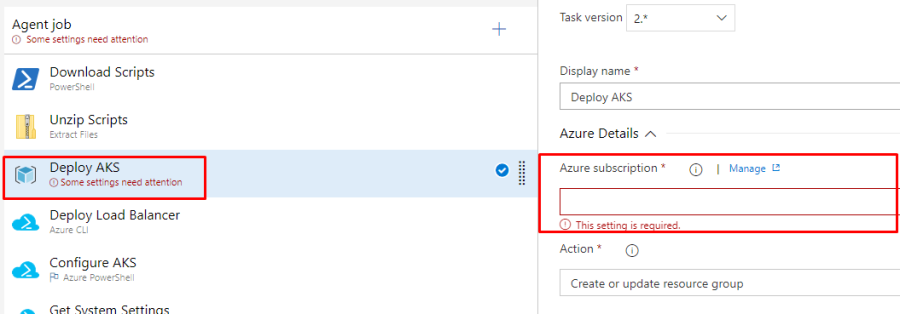 Agent job
Some settings need attention
Download Scripts
PowerShell
Unzip Scripts
Extract Files
Deploy AKS
Some settings need attention
Deploy Load Balancer
Azure CLI
Configure AKS
Azure PowerShell
Get System Settings
Task version 2.*
Display name *
Deploy AKS
Azure Details
Azure subscription * | Manage
This setting is required.
Action *
Create or update resource group